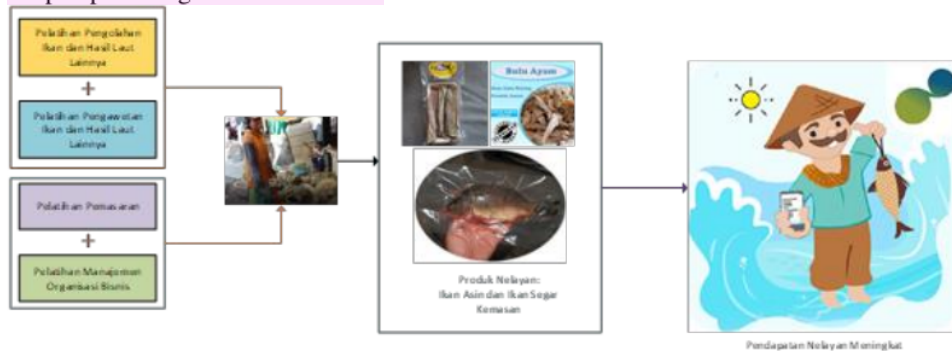 Pelatihan Pengolahan
Ikan dan Hasil Laut
Lainnya
+
Pelatihan Pengawetan
Ikan dan Hasil Laut
Lainnya
Pelatihan Pemasaran
+
Pelatihan Manajemen
Organisasi Bisnis
Bulu Ayam
Produk Nelayan:
Ikan Asin dan Ikan Segar
Kemasan
Pendapatan Nelayan Meningkat